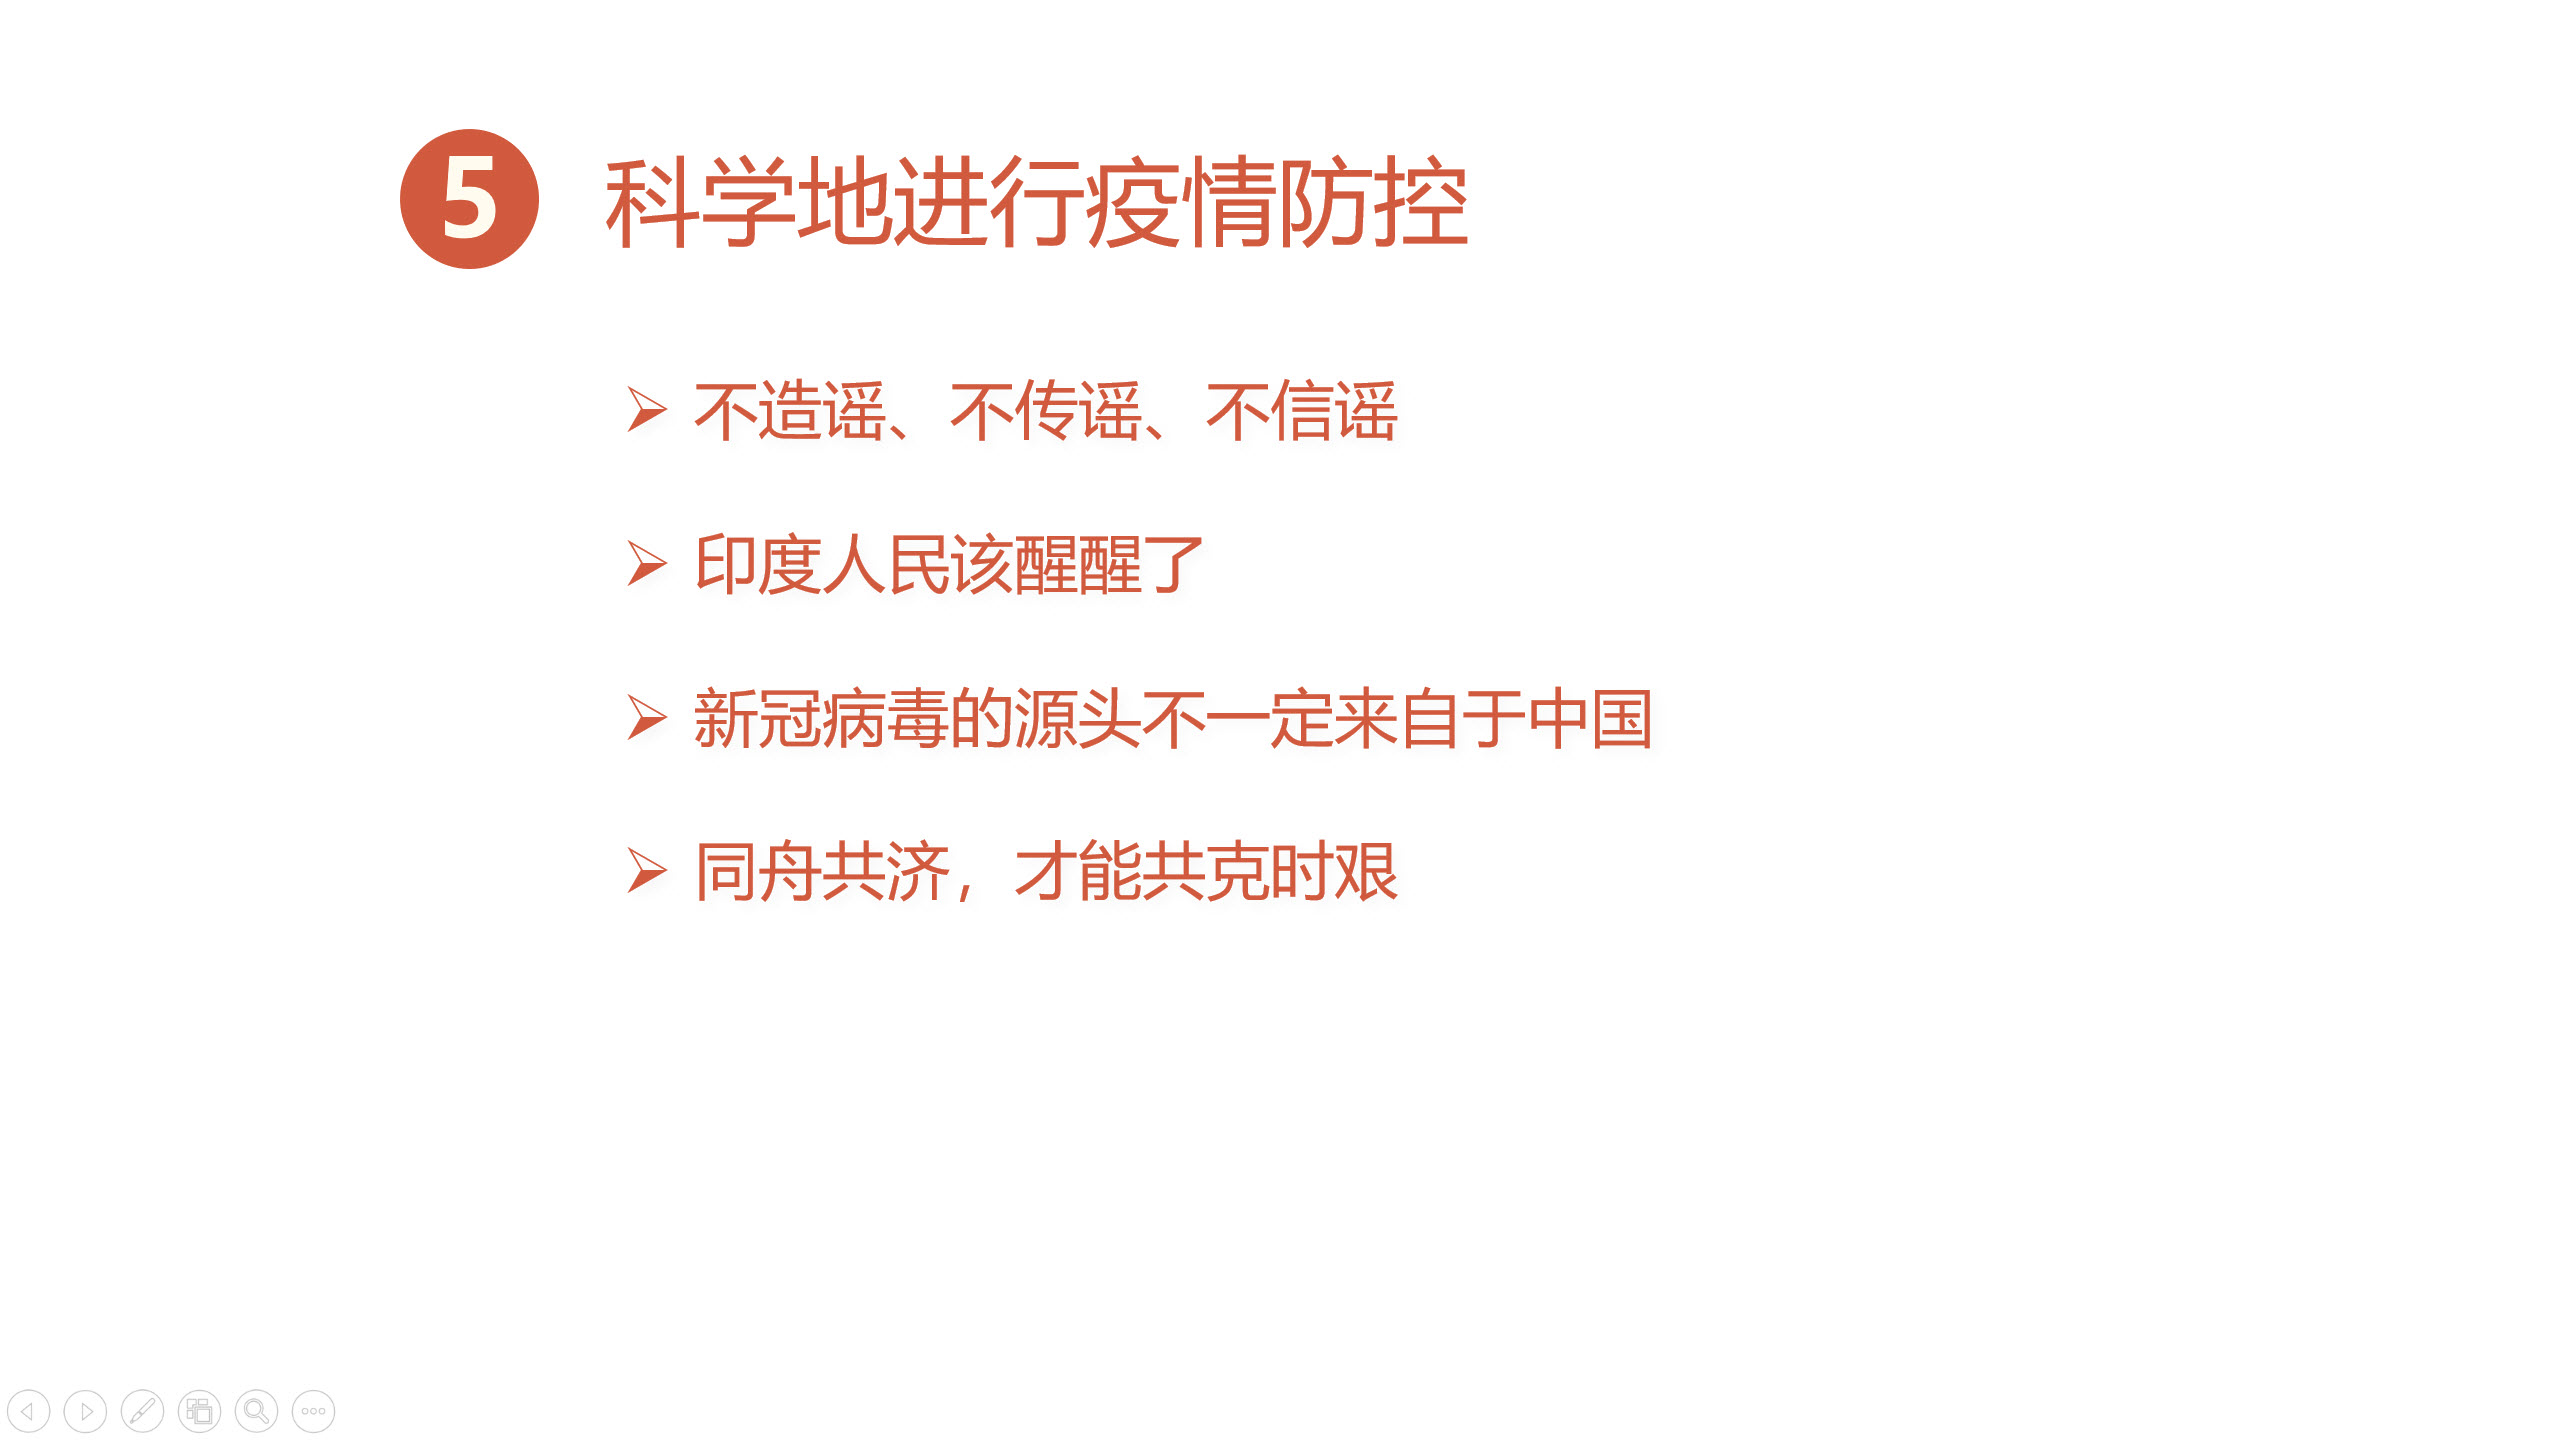 5 科学地进行疫情防控
不造谣、不传谣、不信谣
印度人民该醒醒了
新冠病毒的源头不一定来自于中国
同舟共济，才能共克时艰